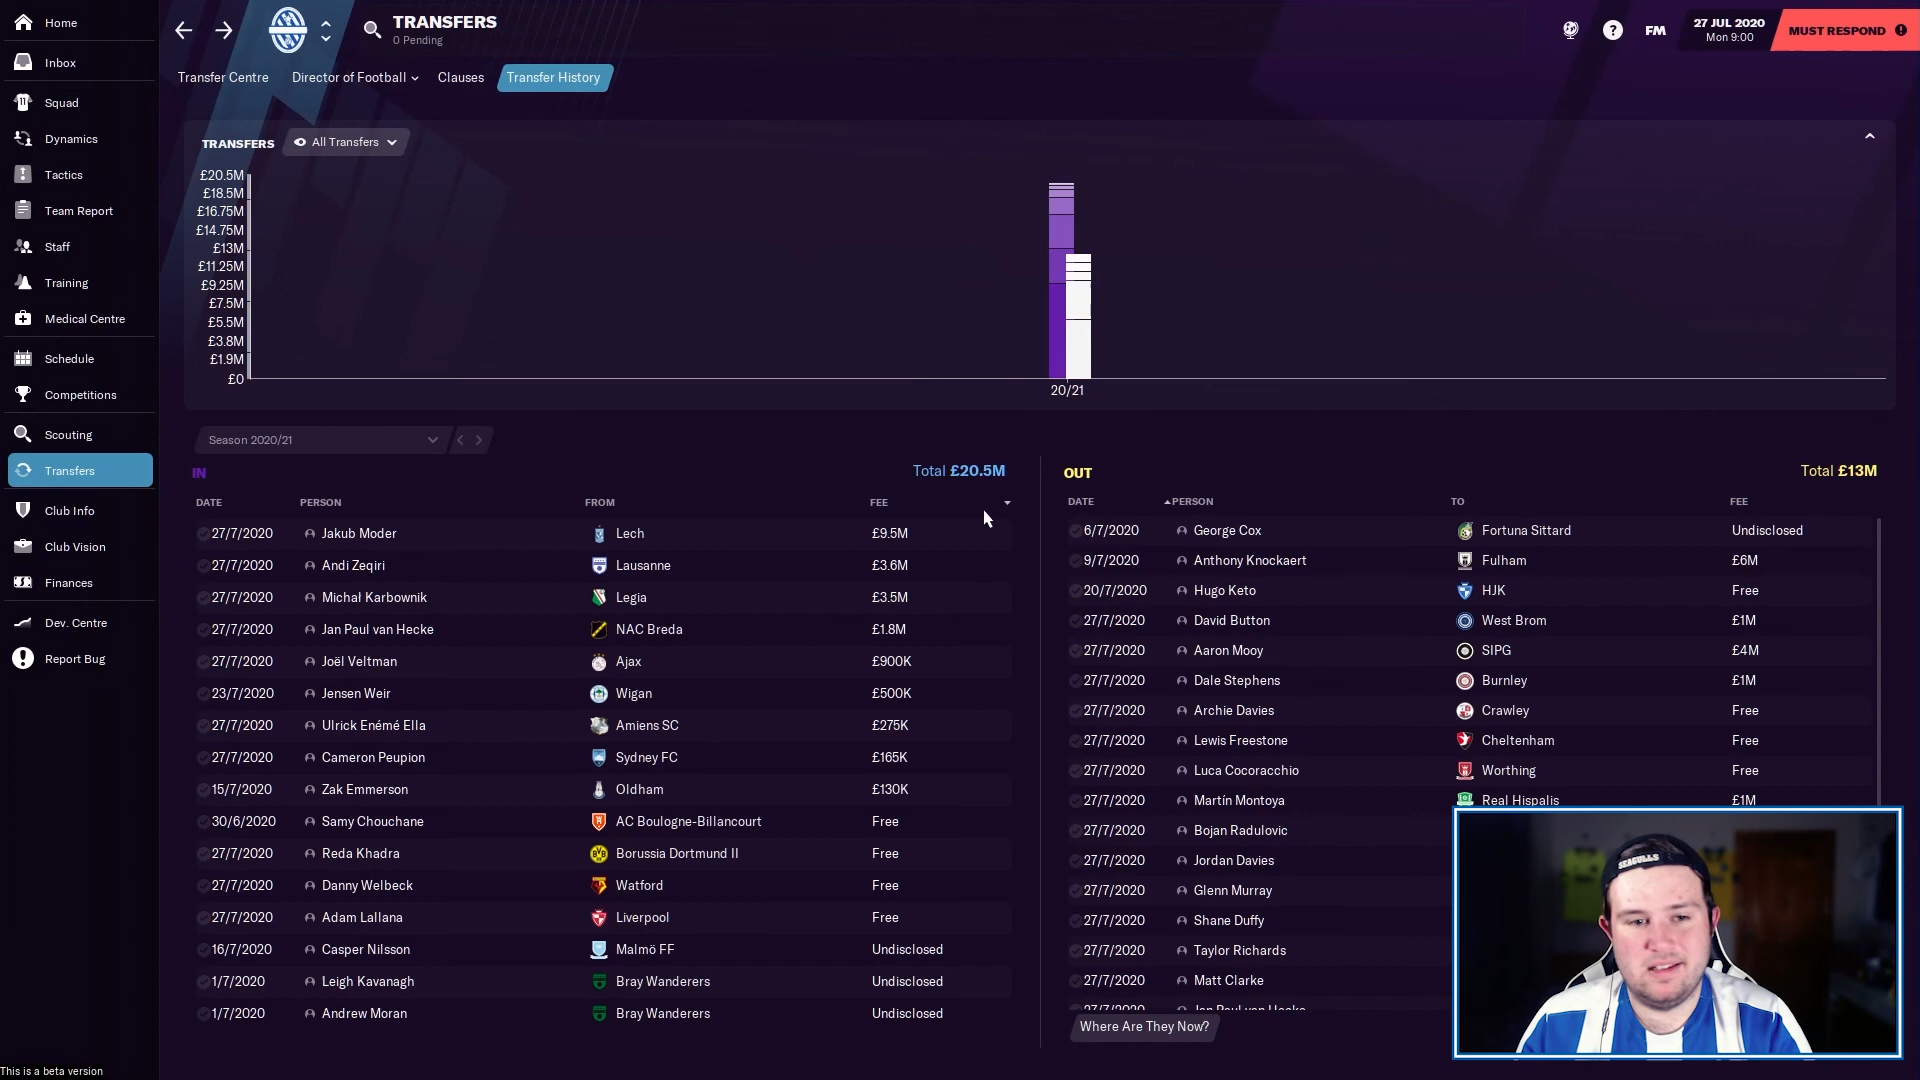 Home
Inbox
Squad
Dynamics
Tactics
Team Report
Staff
Training
Medical Centre
Schedule
Competitions
Scouting
Transfers
Club Info
Club Vision
Finances
Dev. Centre
Report Bug
This is a beta version
TRANSFERS
0 Pending
FM
27 JUL 2020
Mon 9:00
MUST RESPOND
Transfer Centre Director of Football Clauses Transfer History
TRANSFERS All Transfers
£20.5M
£18.5M
£16.75M
£14.75M
£13M
£11.25M
£9.25M
£7.5M
£5.5M
£3.8M
£1.9M
£0
20/21
Season 2020/21
IN Total £20.5M
DATE PERSON FROM FEE
27/7/2020 Jakub Moder Lech £9.5M
27/7/2020 Andi Zeqiri Lausanne £3.6M
27/7/2020 Michal Karbownik Legia £3.5M
27/7/2020 Jan Paul van Hecke NAC Breda £1.8M
27/7/2020 Joël Veltman Ajax £900K
23/7/2020 Jensen Weir Wigan £500K
27/7/2020 Ulrick Enémé Ella Amiens SC £275K
27/7/2020 Cameron Peupion Sydney FC £165K
15/7/2020 Zak Emmerson Oldham £130K
30/6/2020 Samy Chouchane AC Boulogne-Billancourt Free
27/7/2020 Reda Khadra Borussia Dortmund II Free
27/7/2020 Danny Welbeck Watford Free
27/7/2020 Adam Lallana Liverpool Free
16/7/2020 Casper Nilsson Malmö FF Undisclosed
1/7/2020 Leigh Kavanagh Bray Wanderers Undisclosed
1/7/2020 Andrew Moran Bray Wanderers Undisclosed
OUT Total £13M
DATE PERSON TO FEE
6/7/2020 George Cox Fortuna Sittard Undisclosed
9/7/2020 Anthony Knockaert Fulham £6M
20/7/2020 Hugo Keto HJK Free
27/7/2020 David Button West Brom £1M
27/7/2020 Aaron Mooy SIPG £4M
27/7/2020 Dale Stephens Burnley £1M
27/7/2020 Archie Davies Crawley Free
27/7/2020 Lewis Freestone Cheltenham Free
27/7/2020 Luca Cocoracchio Worthing Free
27/7/2020 Martín Montoya Real Hispalis £1M
27/7/2020 Bojan Radulovic
27/7/2020 Jordan Davies
27/7/2020 Glenn Murray
27/7/2020 Shane Duffy
27/7/2020 Taylor Richards
27/7/2020 Matt Clarke
27/7/2020 Jan Paul van Hecke
Where Are They Now?
SEAGULLS